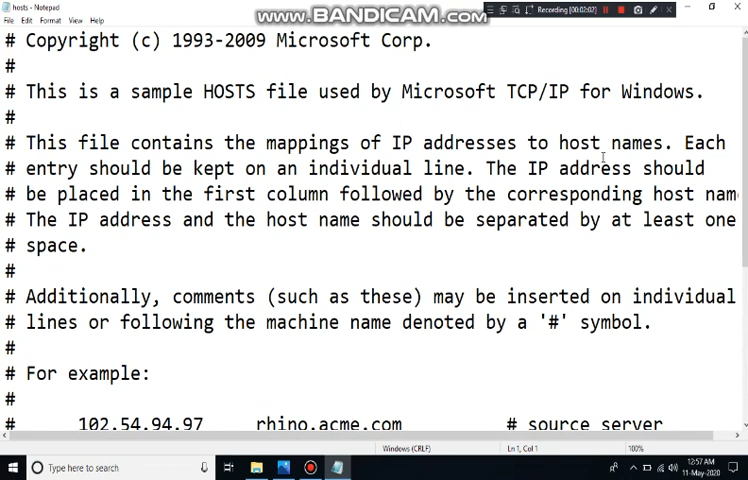 hosts - Notepad
WWW.BANDICAM.COM
Recording [00:02:02]
File Edit Format View Help
# Copyright (c) 1993-2009 Microsoft Corp.
#
# This is a sample HOSTS file used by Microsoft TCP/IP for Windows.
#
# This file contains the mappings of IP addresses to host names. Each
# entry should be kept on an individual line. The IP address should
# be placed in the first column followed by the corresponding host nam
# The IP address and the host name should be separated by at least one
# space.
#
# Additionally, comments (such as these) may be inserted on individual
# lines or following the machine name denoted by a '#' symbol.
#
# For example:
#
# 102.54.94.97 rhino.acme.com # source server
Windows (CRLF) Ln 1, Col 1 100%
Type here to search
12:57 AM
11-May-2020